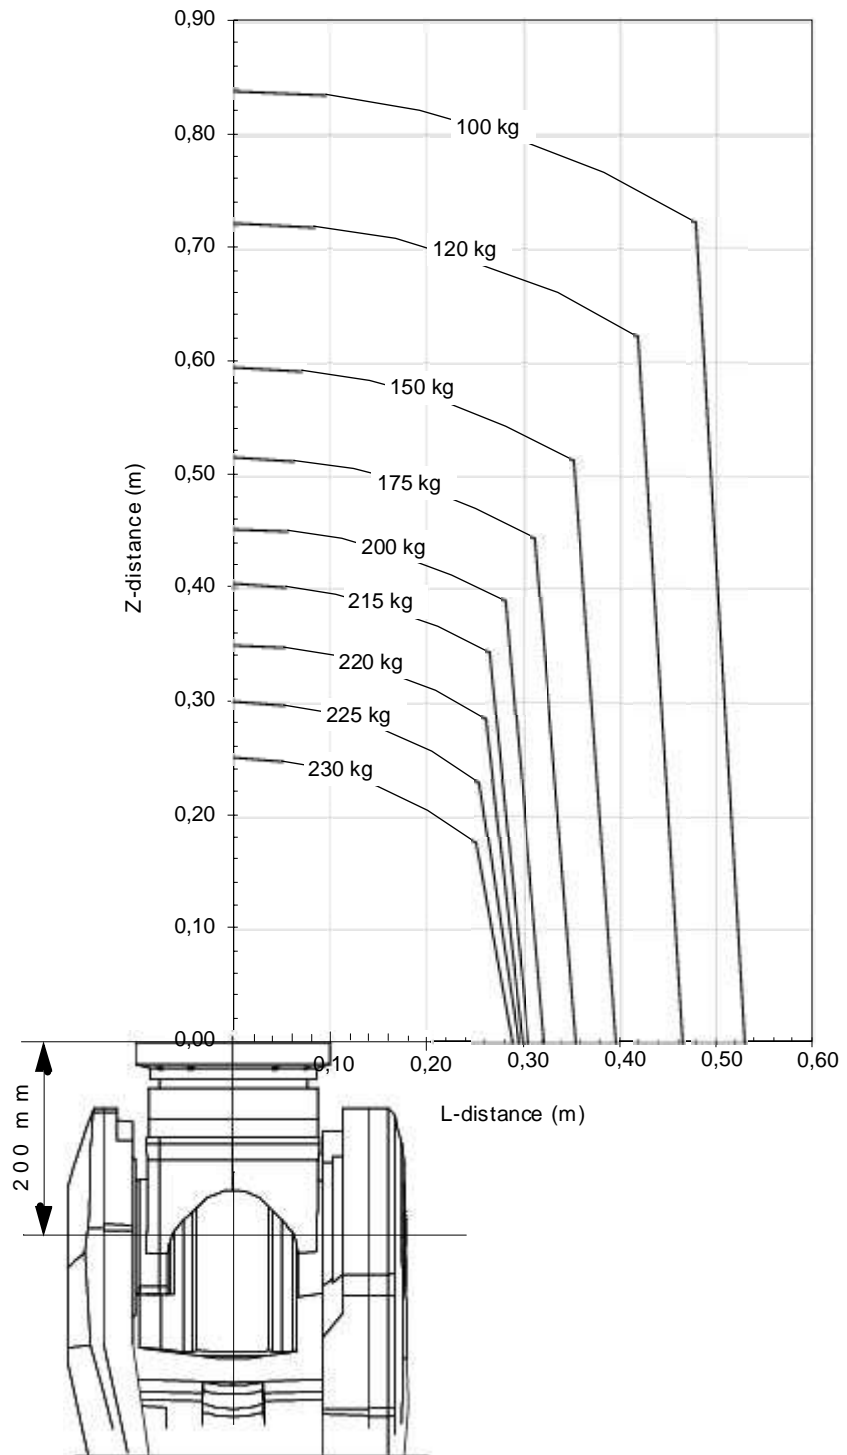 0,90
0,80
0,70
0,60
0,50
0,40
0,30
0,20
0,10
0,00
Z-distance (m)
100 kg
120 kg
150 kg
175 kg
200 kg
215 kg
220 kg
225 kg
230 kg
0,10 0,20 0,30 0,40 0,50 0,60
L-distance (m)
200 mm